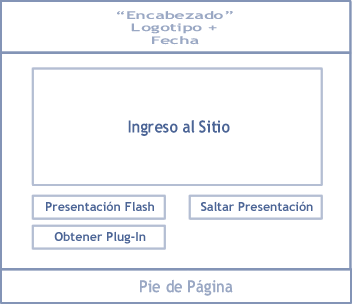 “Encabezado”
Logotipo +
Fecha
Ingreso al Sitio
Presentación Flash
Saltar Presentación
Obtener Plug-In
Pie de Página